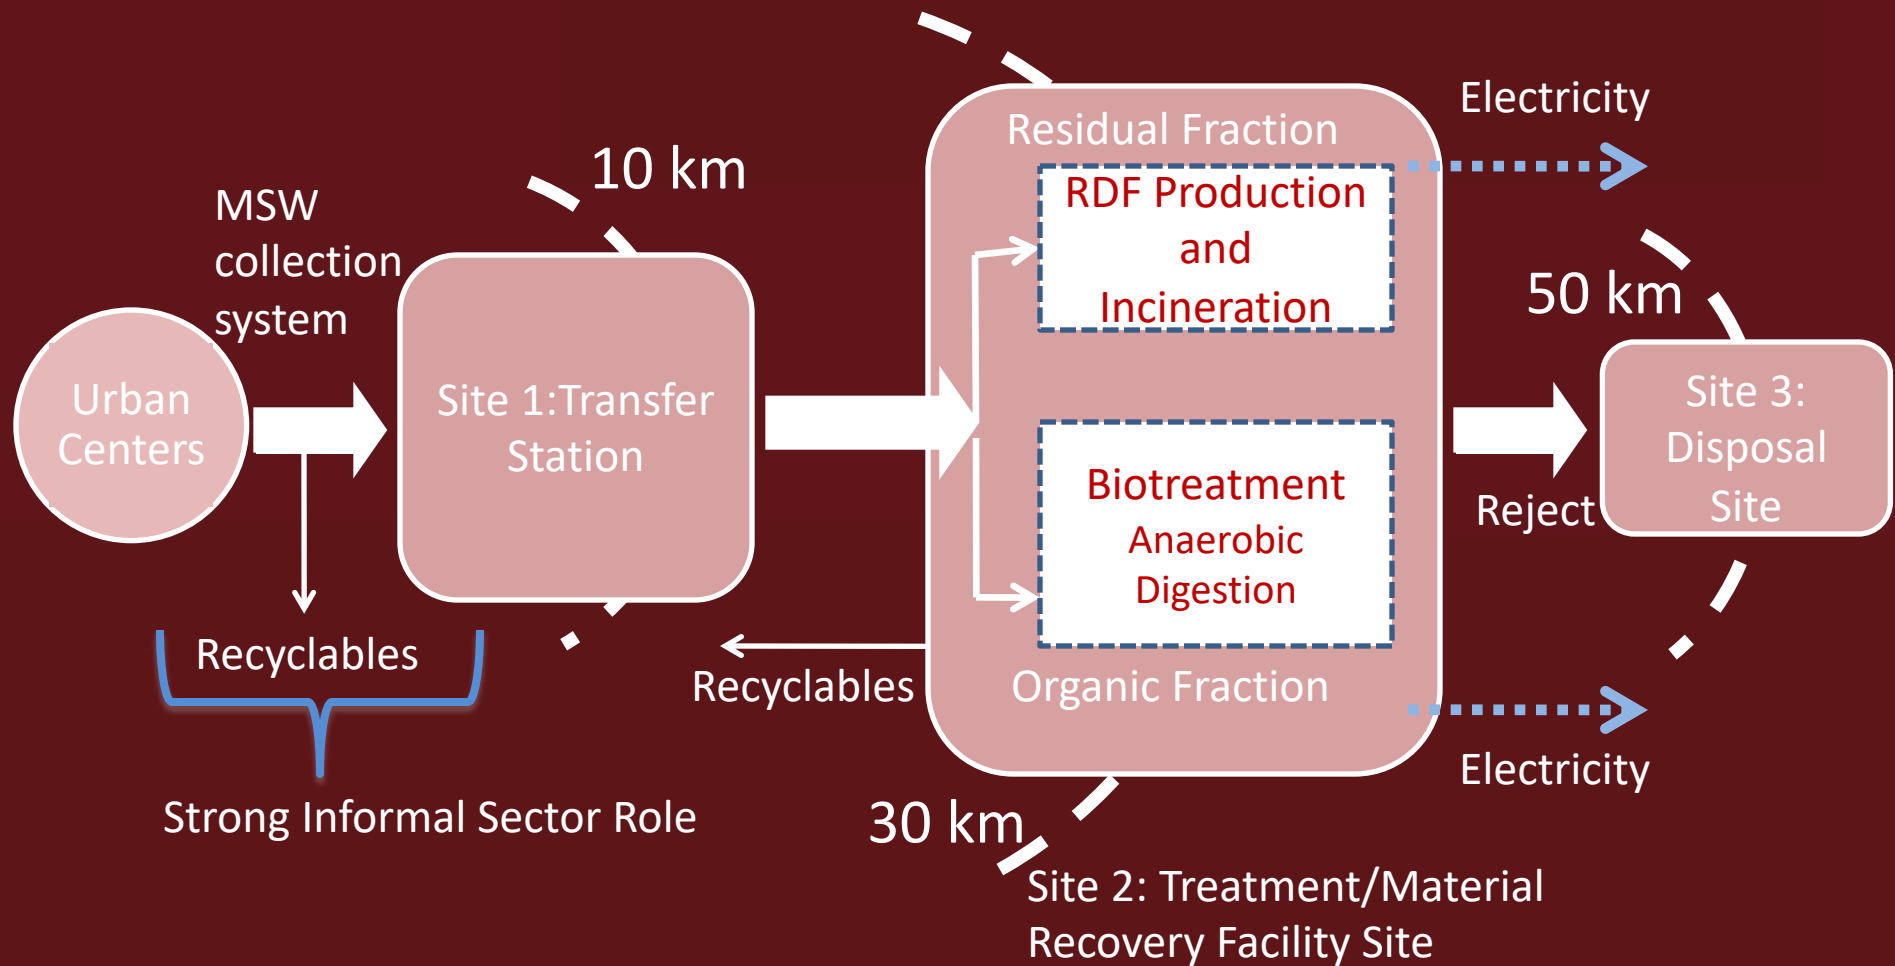 Electricity
Residual Fraction
10 km
RDF Production
and
Incineration
MSW
collection
system
50 km
Urban
Centers
Site 1:Transfer
Station
Site 3:
Disposal
Site
Biotreatment
Anaerobic
Digestion
Reject
Recyclables
Recyclables
Organic Fraction
Electricity
Strong Informal Sector Role
30 km
Site 2: Treatment/Material
Recovery Facility Site